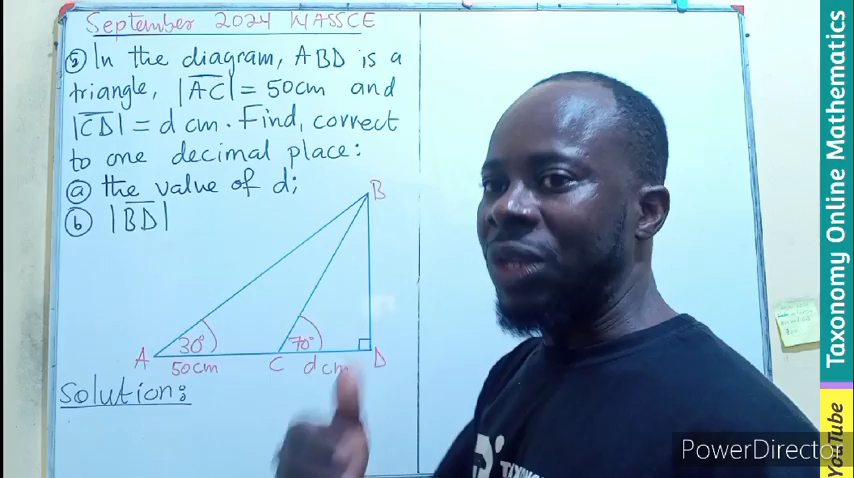 September 2024 WASSCE
⑤ In the diagram, ABD is a
triangle, |AC| = 50cm and
|CD| = d cm. Find, correct
to one decimal place:
ⓐ the value of d;
ⓑ |BD|
B
30°
70°
A
C
D
50cm
d cm
Solution:
Taxonomy Online Mathematics
YouTube
PowerDirector